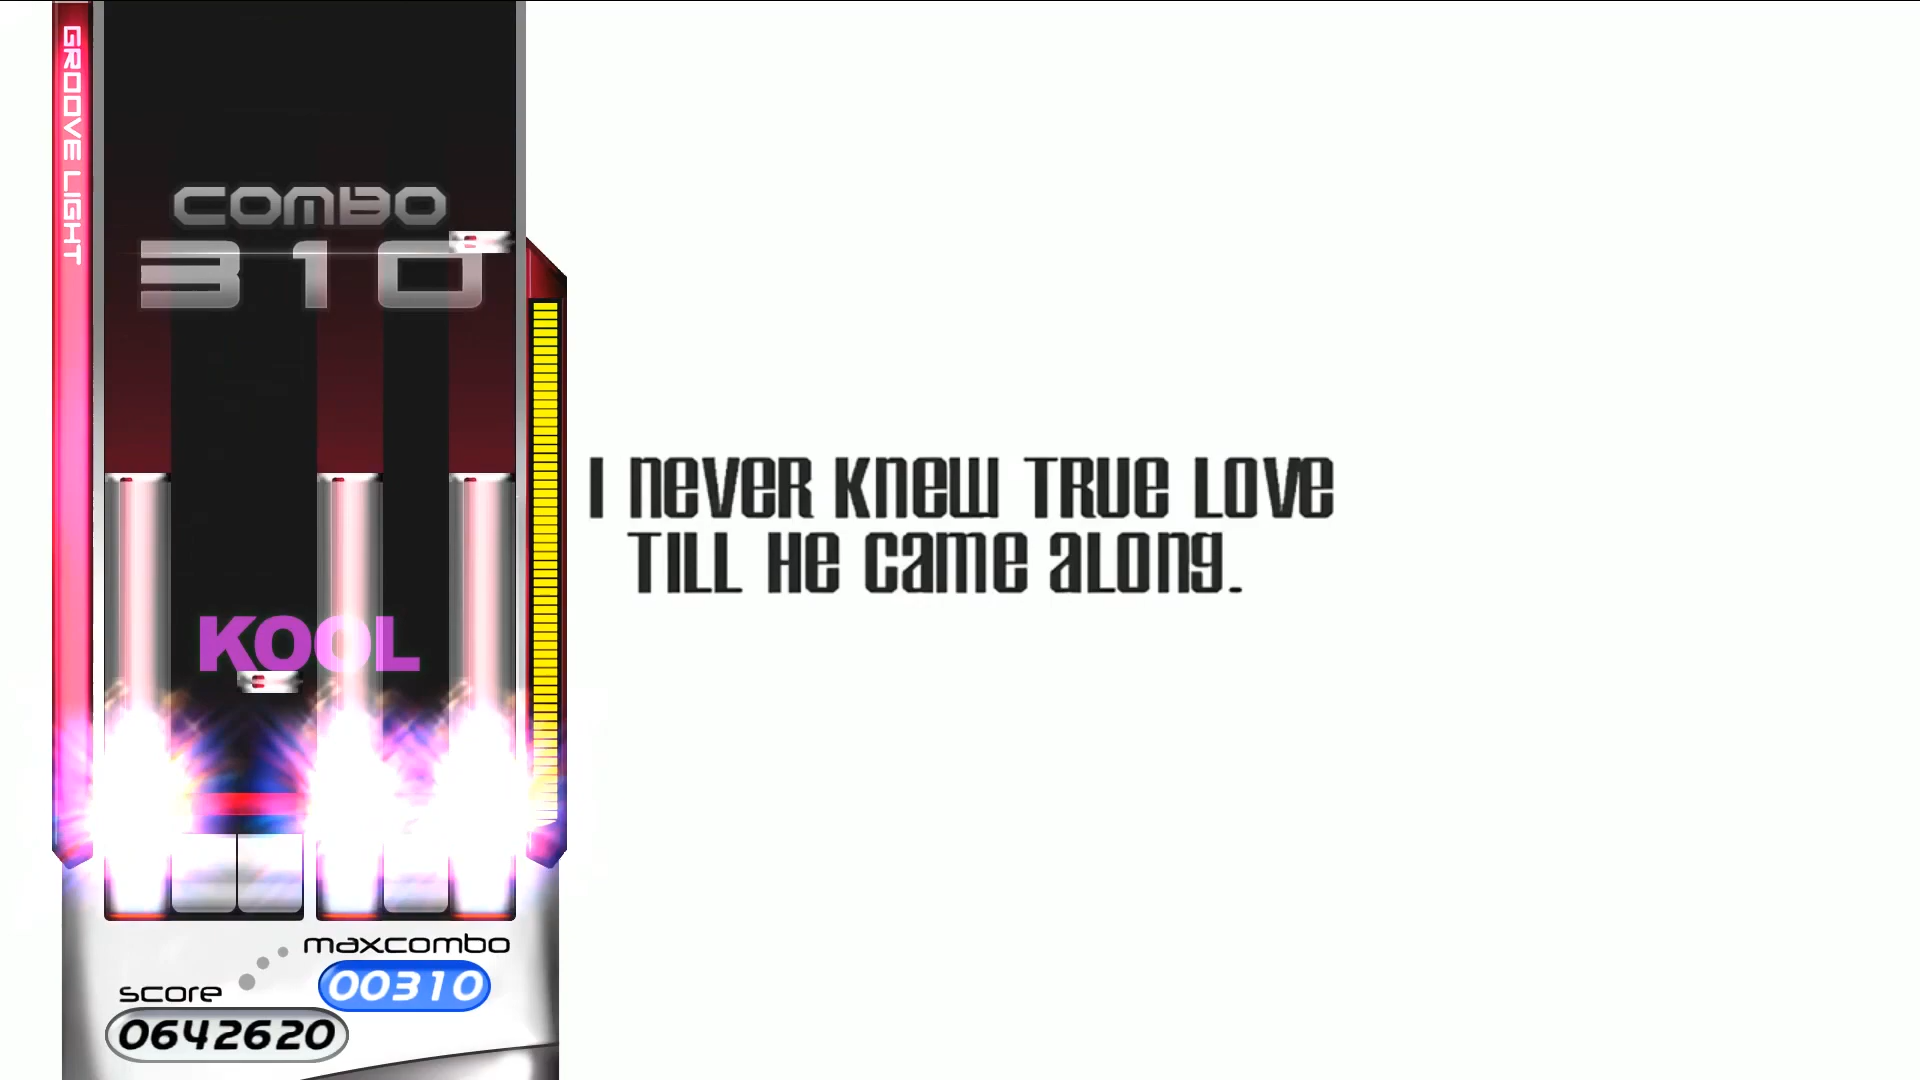 GROOVE LIGHT
COMBO
310
I NEVER KNEW TRUE LOVE
TILL HE CAME ALONG.
KOOL
maxcombo
00310
score
0642620